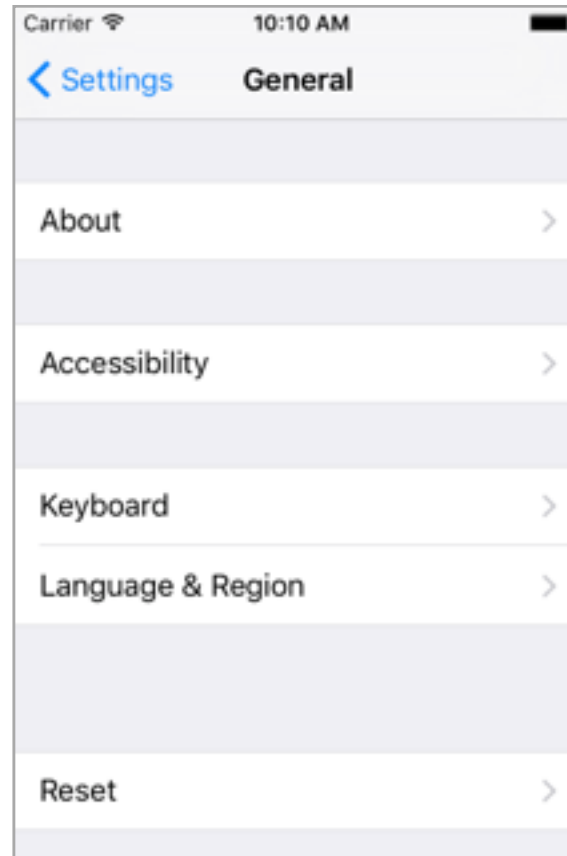 Carrier 10:10 AM
Settings General
About
Accessibility
Keyboard
Language & Region
Reset